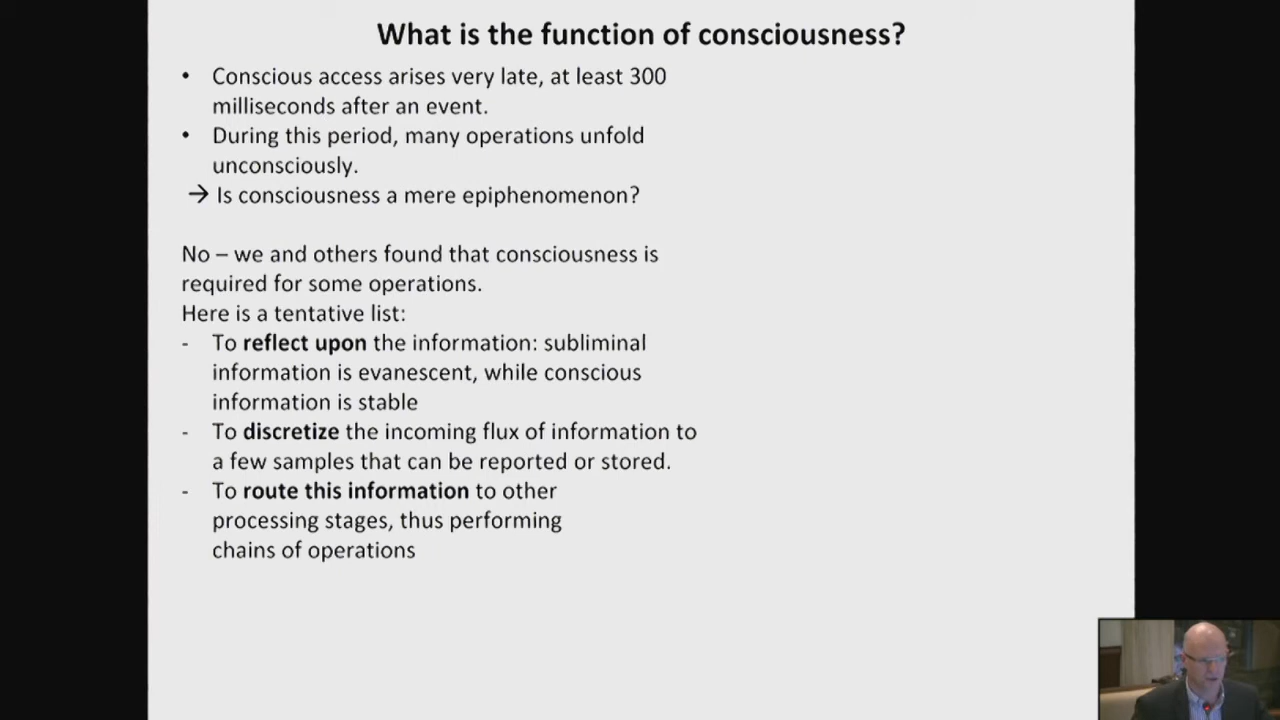 What is the function of consciousness?
• Conscious access arises very late, at least 300
milliseconds after an event.
• During this period, many operations unfold
unconsciously.
→ Is consciousness a mere epiphenomenon?
No – we and others found that consciousness is
required for some operations.
Here is a tentative list:
- To reflect upon the information: subliminal
information is evanescent, while conscious
information is stable
- To discretize the incoming flux of information to
a few samples that can be reported or stored.
- To route this information to other
processing stages, thus performing
chains of operations